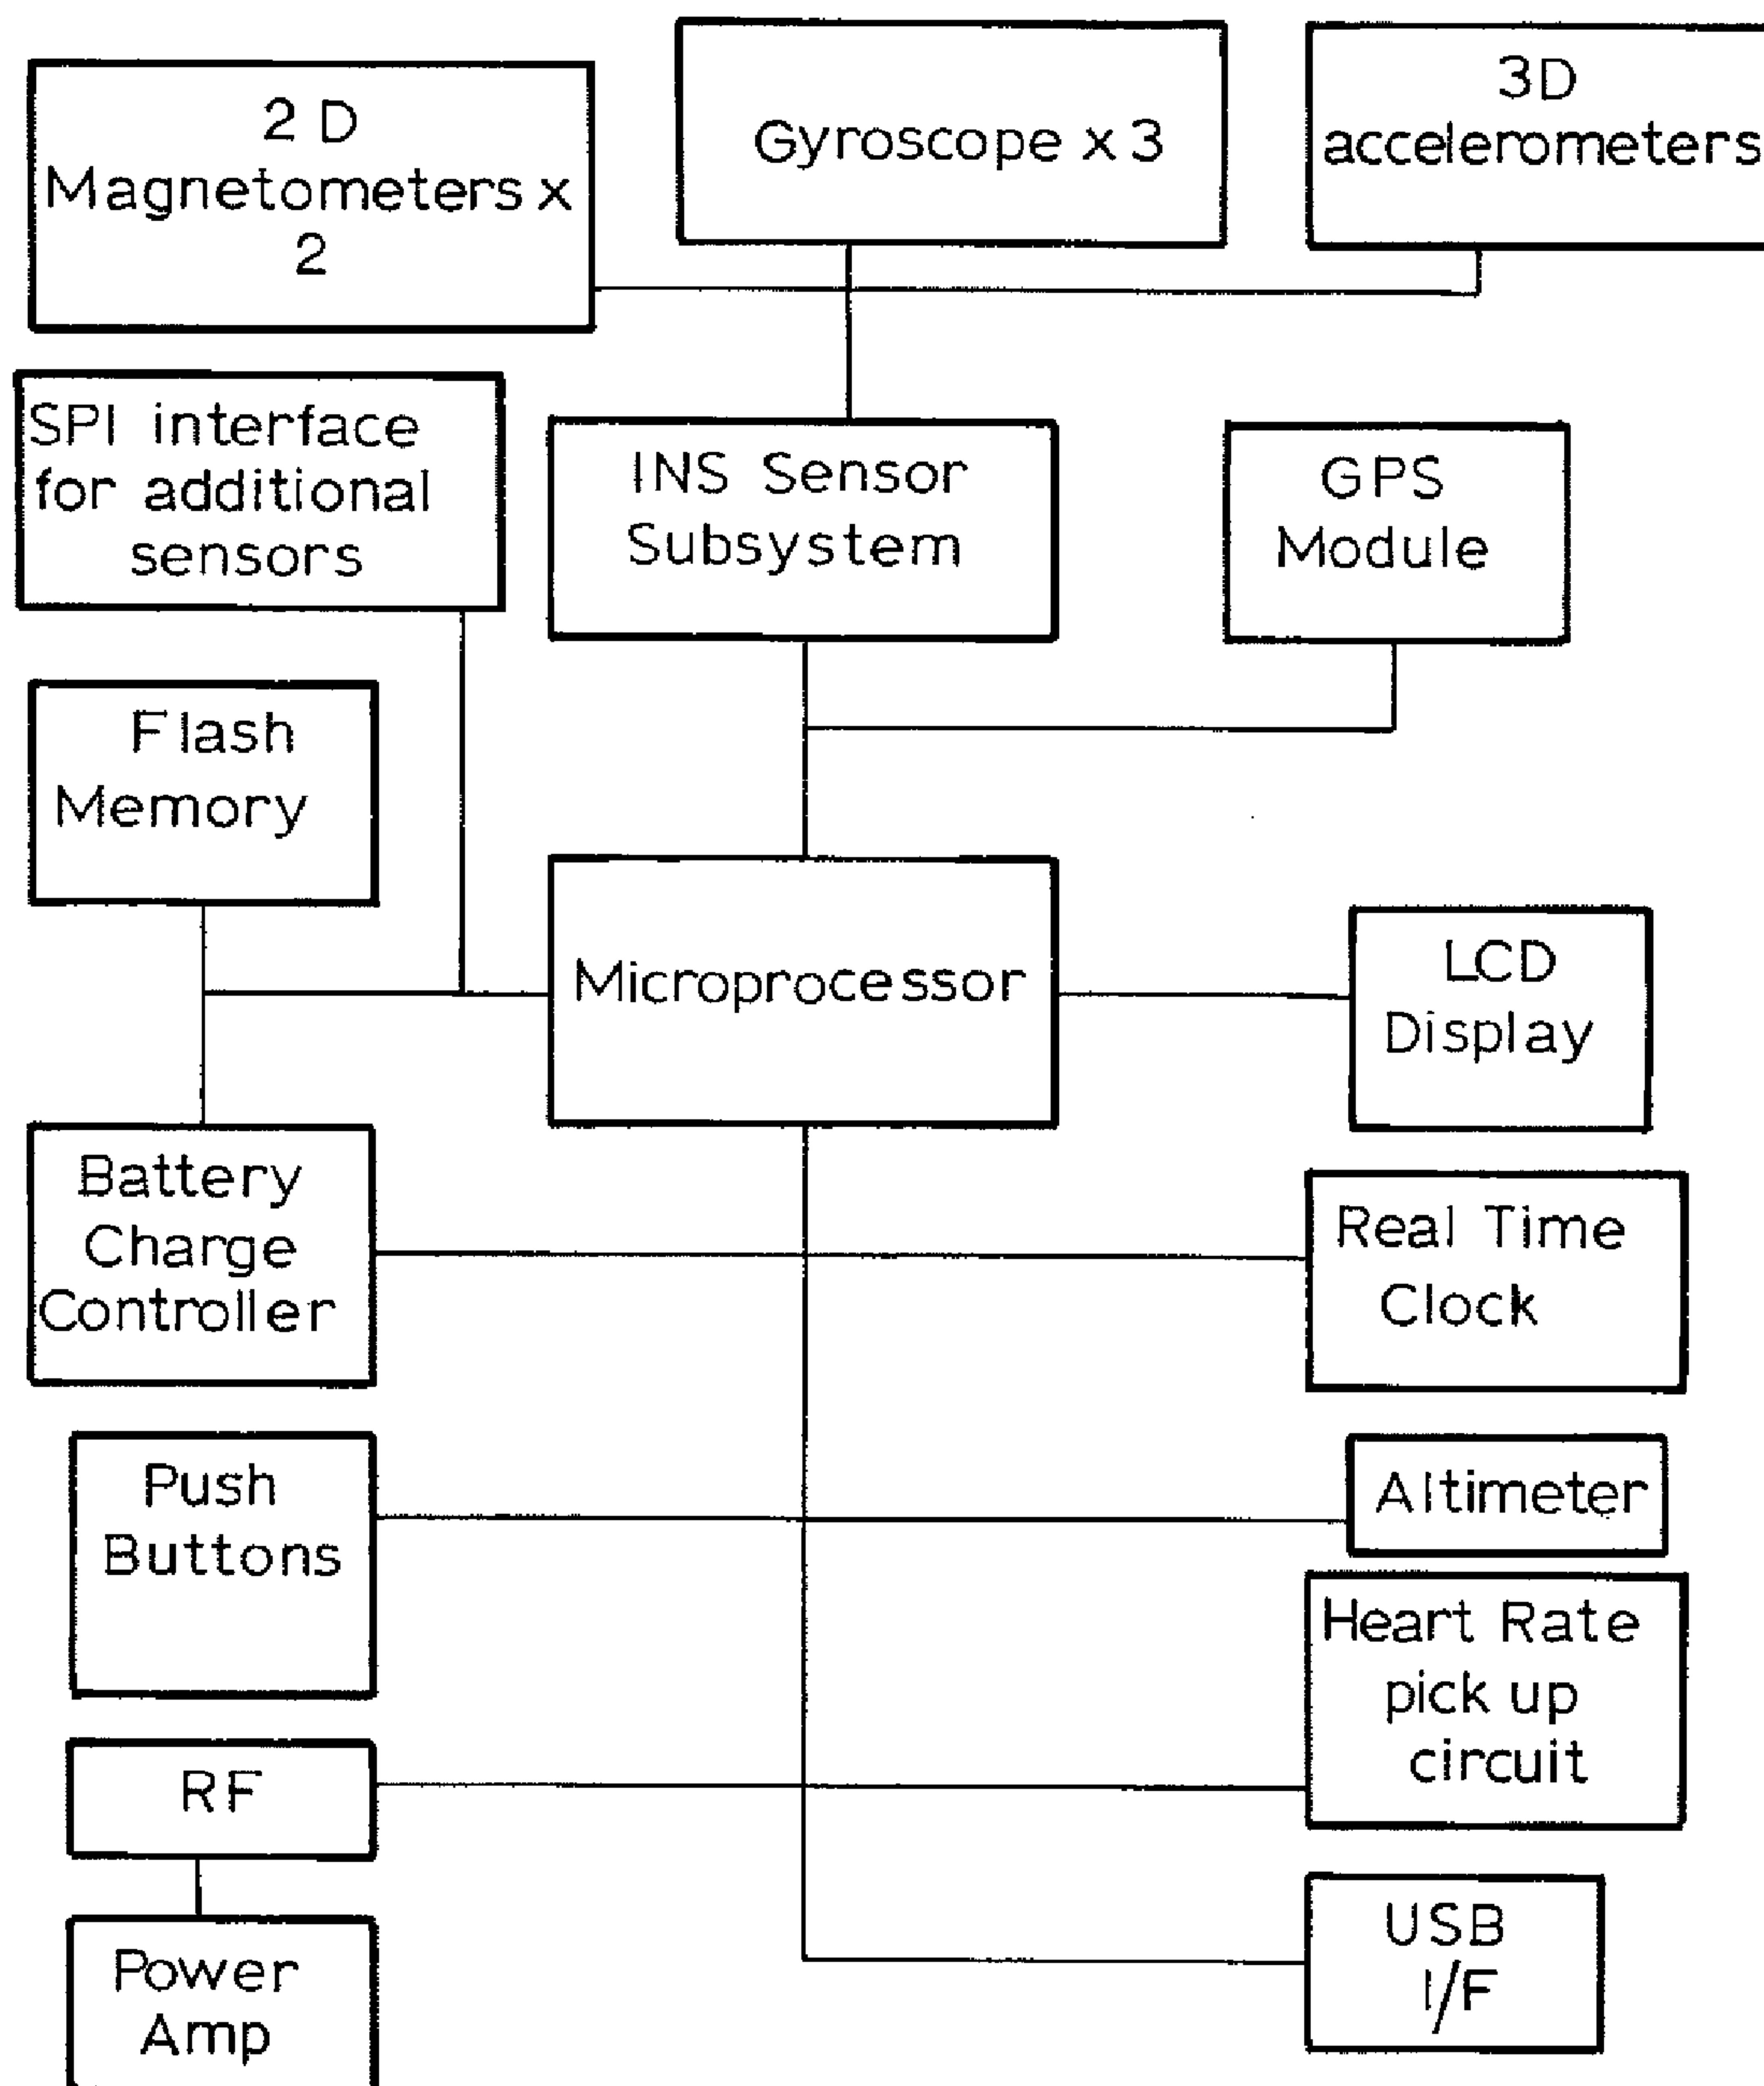 2 D
Magnetometers x
2
Gyroscope x 3
3D
accelerometers
SPI interface
for additional
sensors
INS Sensor
Subsystem
GPS
Module
Flash
Memory
Microprocessor
LCD
Display
Battery
Charge
Controller
Real Time
Clock
Push
Buttons
Altimeter
Heart Rate
pick up
circuit
RF
Power
Amp
USB
I/F